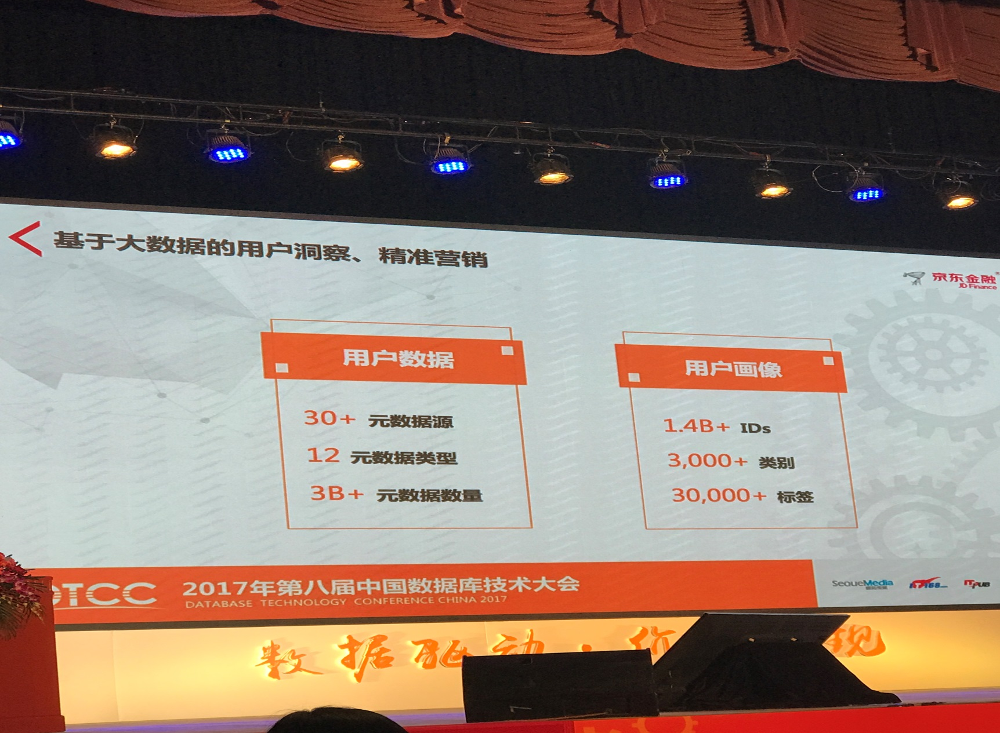 基于大数据的用户洞察、精准营销
京东金融
JD Finance
用户数据
30+ 元数据源
12 元数据类型
3B+ 元数据数量
用户画像
1.4B+ IDs
3,000+ 类别
30,000+ 标签
DTCC
2017年第八届中国数据库技术大会
DATABASE TECHNOLOGY CONFERENCE CHINA 2017
SequeMedia
IT168
ITPUB
数据驱动·价 现